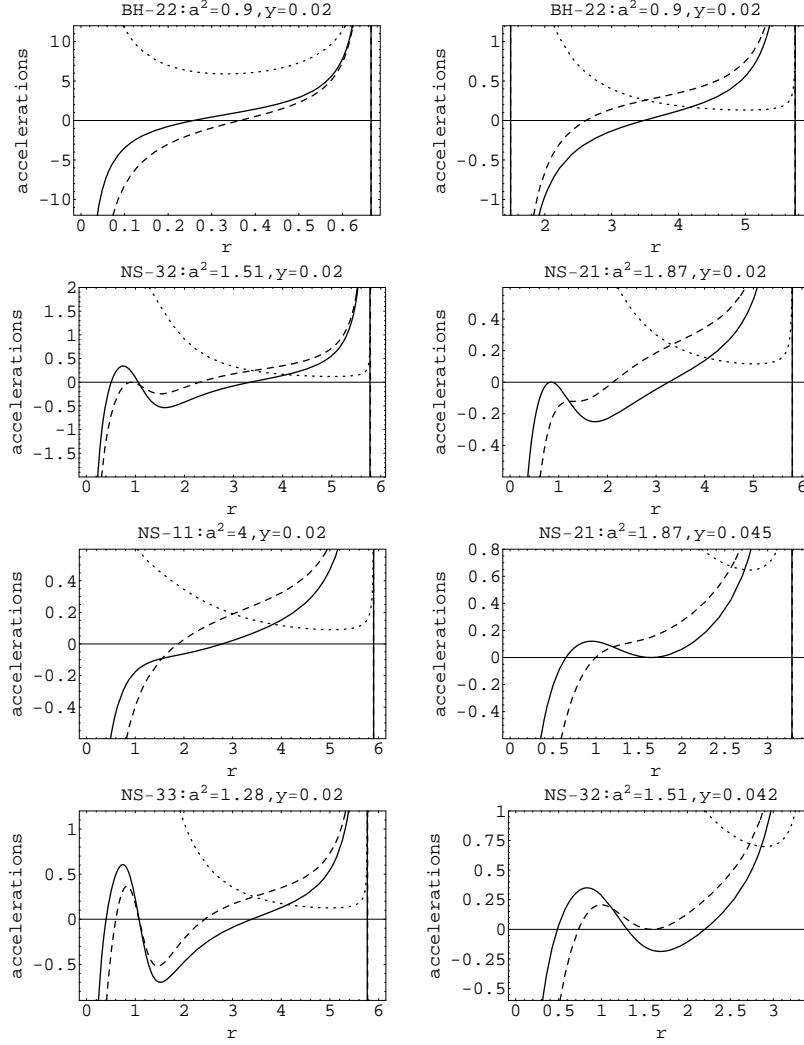 BH-22:a²=0.9,y=0.02
accelerations
10
5
0
-5
-10
0 0.1 0.2 0.3 0.4 0.5 0.6
r
BH-22:a²=0.9,y=0.02
accelerations
1
0.5
0
-0.5
-1
2 3 4 5
r
NS-32:a²=1.51,y=0.02
accelerations
2
1.5
1
0.5
0
-0.5
-1
-1.5
0 1 2 3 4 5 6
r
NS-21:a²=1.87,y=0.02
accelerations
0.4
0.2
0
-0.2
-0.4
0 1 2 3 4 5 6
r
NS-11:a²=4,y=0.02
accelerations
0.4
0.2
0
-0.2
-0.4
0 1 2 3 4 5 6
r
NS-21:a²=1.87,y=0.045
accelerations
0.8
0.6
0.4
0.2
0
-0.2
-0.4
0 0.5 1 1.5 2 2.5 3
r
NS-33:a²=1.28,y=0.02
accelerations
1
0.5
0
-0.5
0 1 2 3 4 5 6
r
NS-32:a²=1.51,y=0.042
accelerations
1
0.75
0.5
0.25
0
-0.25
-0.5
0 0.5 1 1.5 2 2.5 3
r